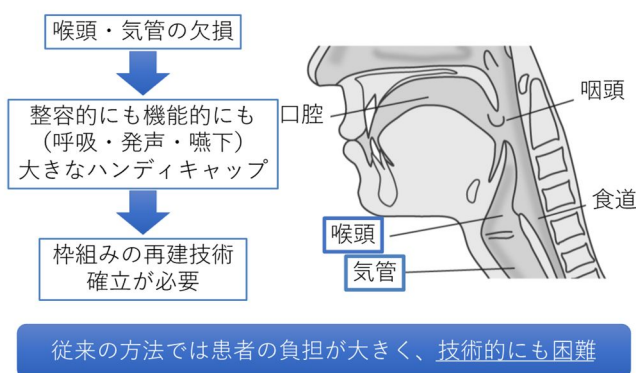 喉頭・気管の欠損
整容的にも機能的にも
（呼吸・発声・嚥下）
大きなハンディキャップ
枠組みの再建技術
確立が必要
口腔
咽頭
食道
喉頭
気管
従来の方法では患者の負担が大きく、技術的にも困難